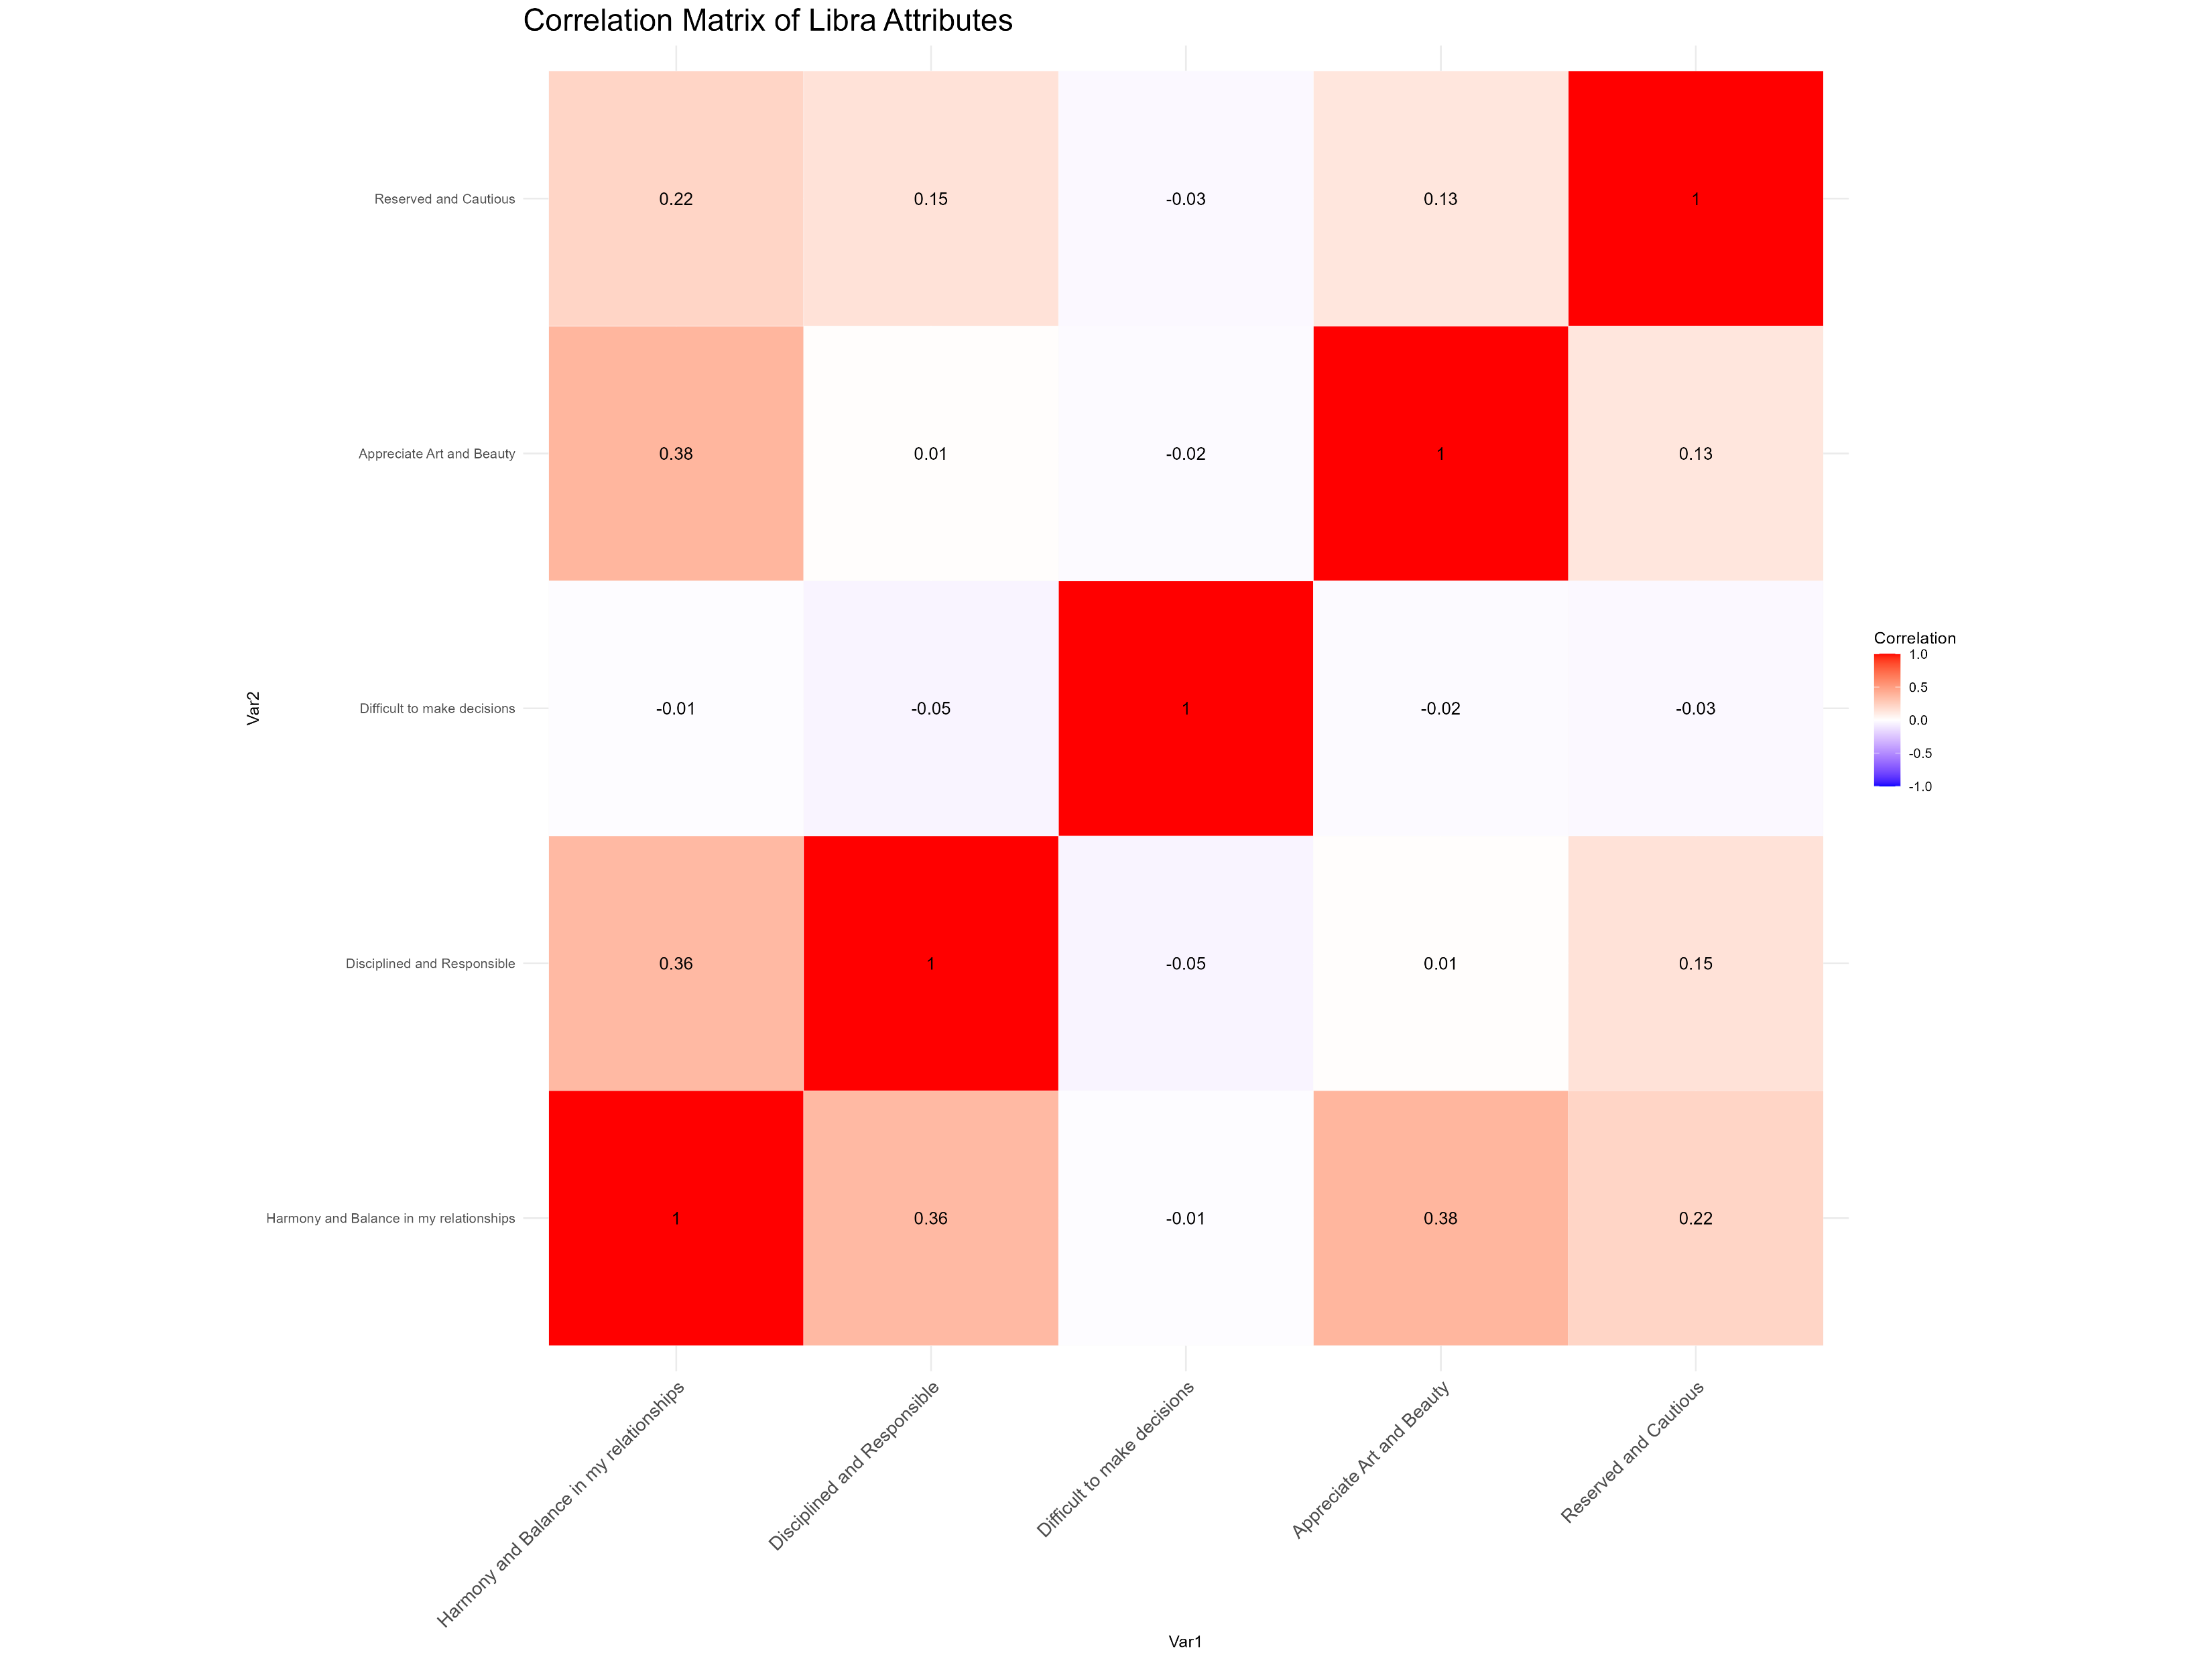 Correlation Matrix of Libra Attributes
Reserved and Cautious
0.22 0.15 -0.03 0.13 1
Appreciate Art and Beauty
0.38 0.01 -0.02 1 0.13
Difficult to make decisions
-0.01 -0.05 1 -0.02 -0.03
Disciplined and Responsible
0.36 1 -0.05 0.01 0.15
Harmony and Balance in my relationships
1 0.36 -0.01 0.38 0.22
Var2
Harmony and Balance in my relationships
Disciplined and Responsible
Difficult to make decisions
Appreciate Art and Beauty
Reserved and Cautious
Var1
Correlation
1.0
0.5
0.0
-0.5
-1.0